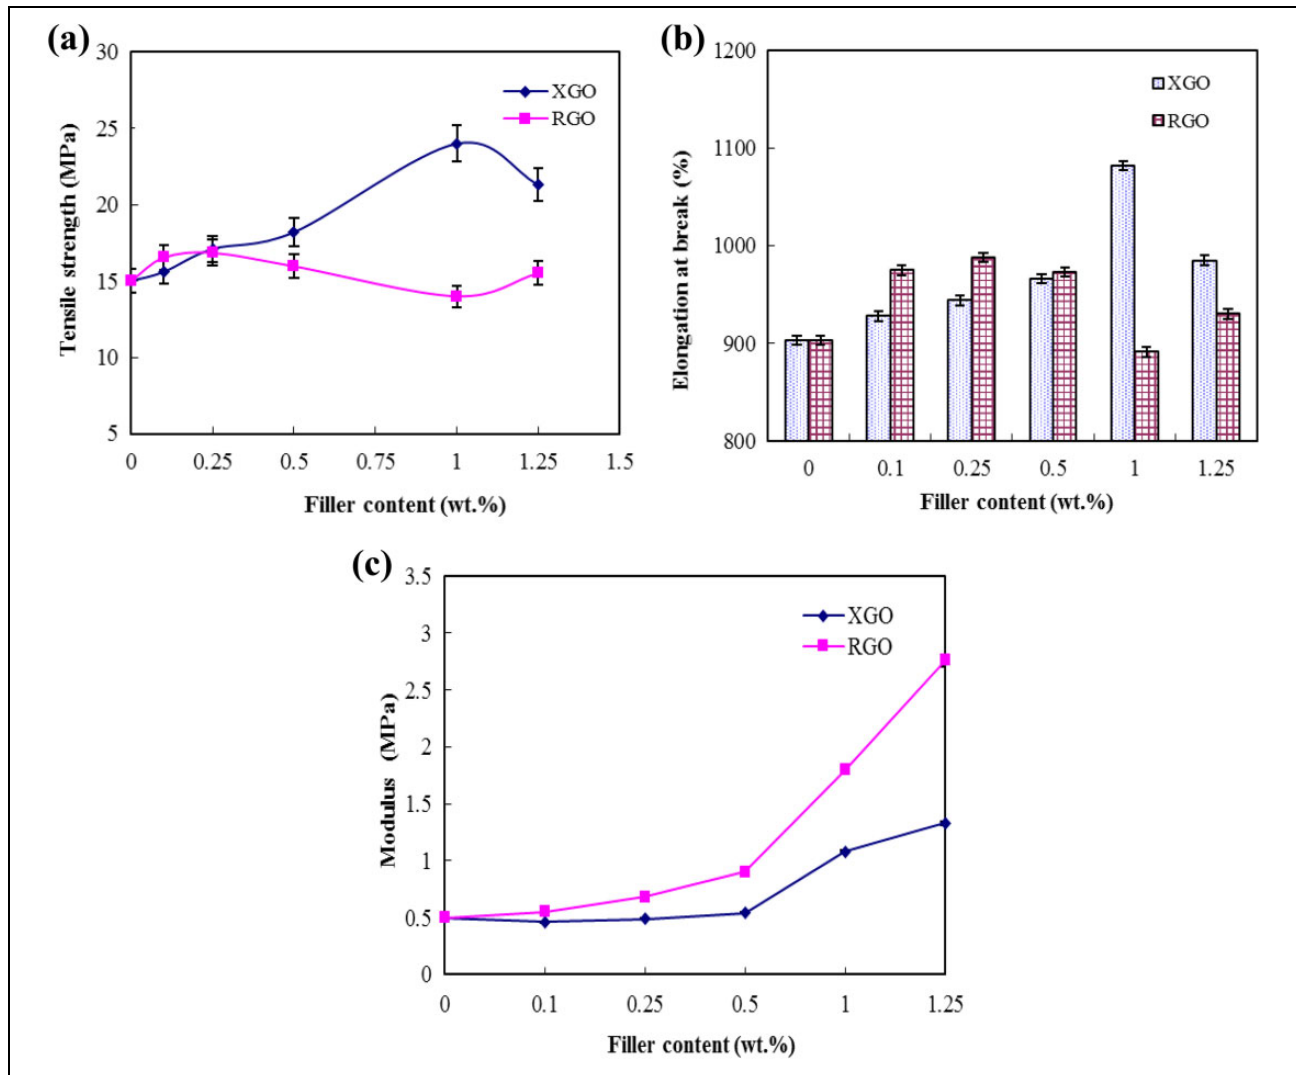 (a)
30
25
20
15
10
5
0
0.25
0.5
0.75
1
1.25
1.5
Tensile strength (MPa)
Filler content (wt.%)
XGO
RGO
(b)
1200
1100
1000
900
800
0
0.1
0.25
0.5
1
1.25
Elongation at break (%)
Filler content (wt.%)
XGO
RGO
(c)
3.5
3
2.5
2
1.5
1
0.5
0
0
0.1
0.25
0.5
1
1.25
Modulus (MPa)
Filler content (wt.%)
XGO
RGO